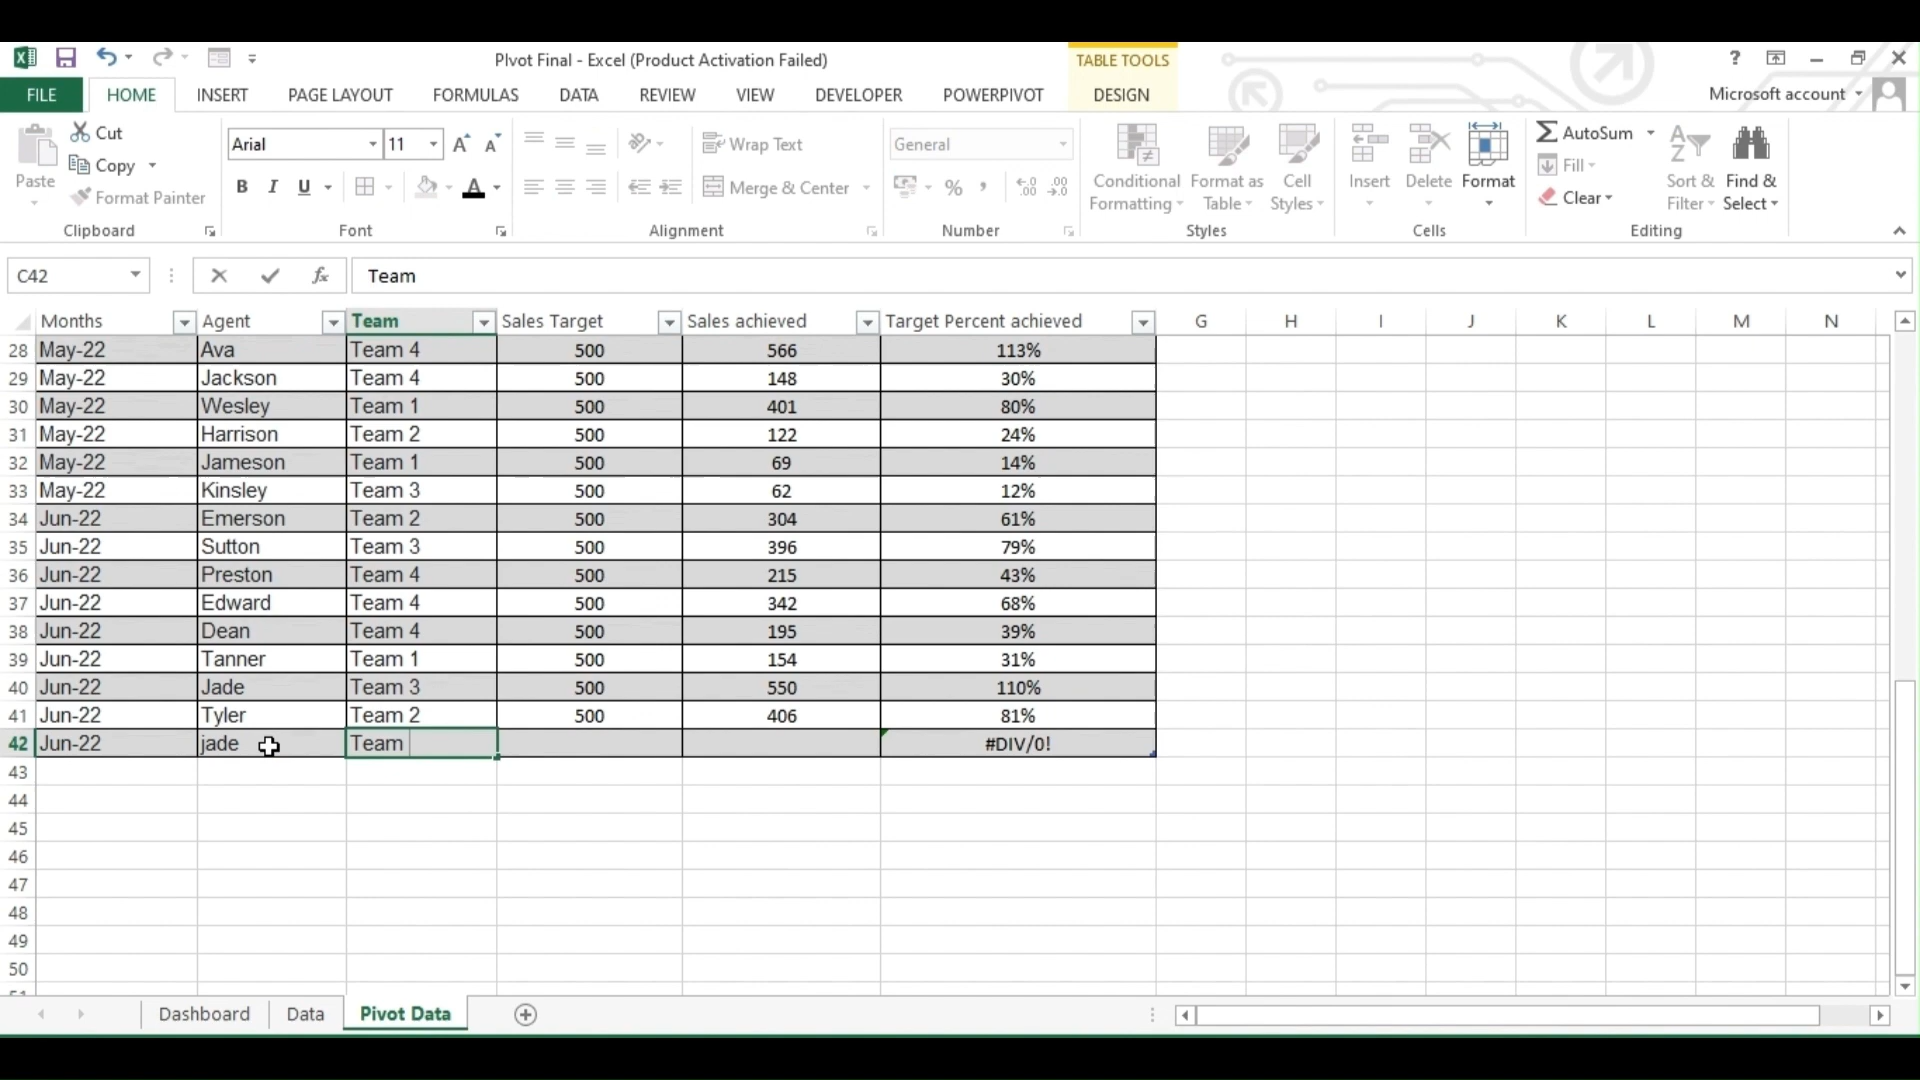 PIvot Final - Excel (Product Activation Failed)
TABLE TOOLS
?
FILE HOME INSERT PAGE LAYOUT FORMULAS DATA REVIEW VIEW DEVELOPER POWERPIVOT DESIGN
Microsoft account
Paste
Cut
Copy
Format Painter
Clipboard
Arial 11
B I U
Font
Wrap Text
Merge & Center
Alignment
General
%
Number
Conditional Formatting
Format as Table
Cell Styles
Styles
Insert Delete Format
Cells
AutoSum
Fill
Clear
Sort & Filter
Find & Select
Editing
C42 fx Team
Months Agent Team Sales Target Sales achieved Target Percent achieved G H I J K L M N
28 May-22 Ava Team 4 500 566 113%
29 May-22 Jackson Team 4 500 148 30%
30 May-22 Wesley Team 1 500 401 80%
31 May-22 Harrison Team 2 500 122 24%
32 May-22 Jameson Team 1 500 69 14%
33 May-22 Kinsley Team 3 500 62 12%
34 Jun-22 Emerson Team 2 500 304 61%
35 Jun-22 Sutton Team 3 500 396 79%
36 Jun-22 Preston Team 4 500 215 43%
37 Jun-22 Edward Team 4 500 342 68%
38 Jun-22 Dean Team 4 500 195 39%
39 Jun-22 Tanner Team 1 500 154 31%
40 Jun-22 Jade Team 3 500 550 110%
41 Jun-22 Tyler Team 2 500 406 81%
42 Jun-22 jade Team #DIV/0!
43
44
45
46
47
48
49
50
51
Dashboard Data Pivot Data